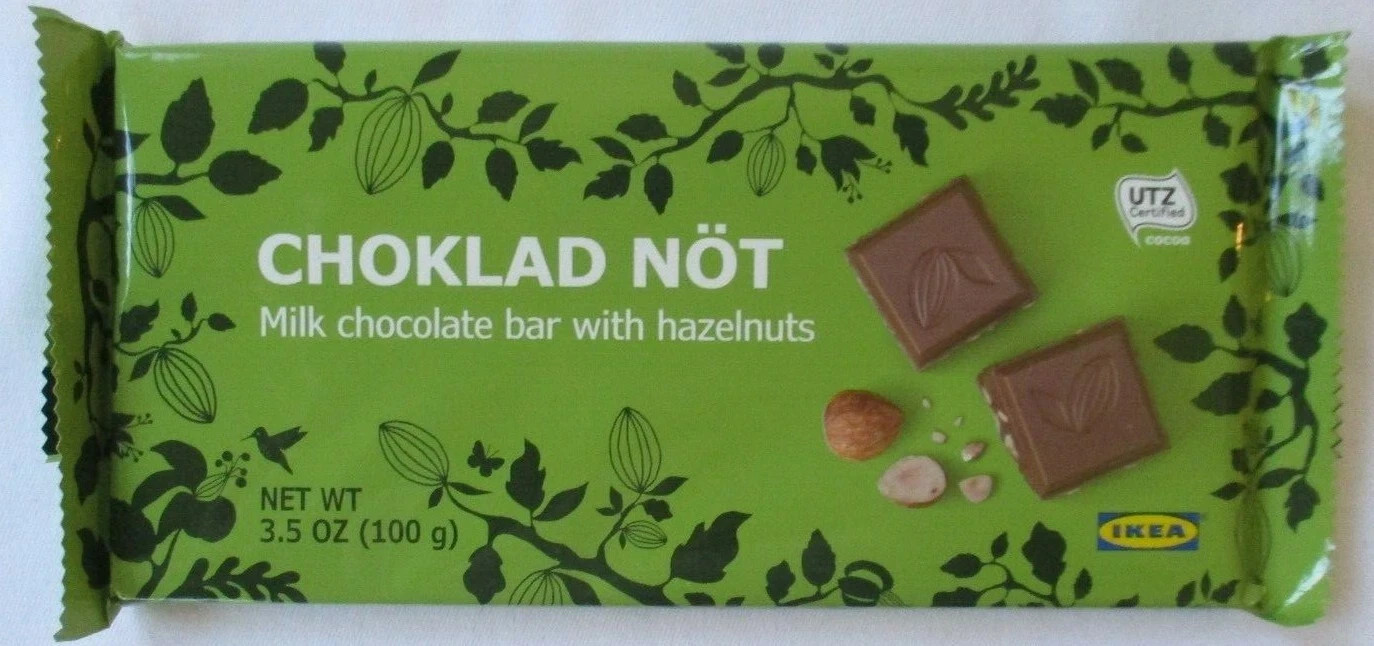 CHOKLAD NÖT
Milk chocolate bar with hazelnuts
UTZ
Certified
cocoa
NET WT
3.5 OZ (100 g)
IKEA